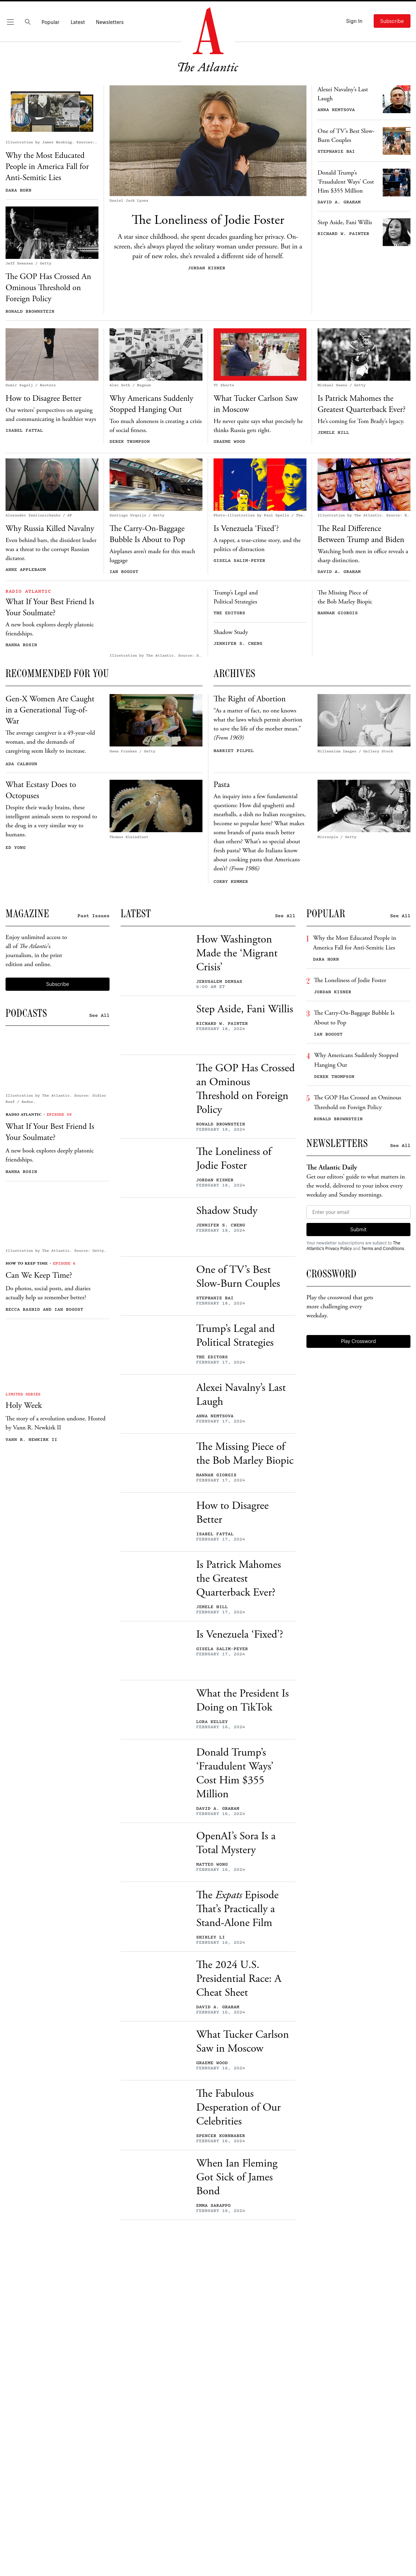 Popular
Latest
Newsletters
A
The Atlantic
Sign In
Subscribe
Illustration by James Hosking. Sources:
Why the Most Educated
People in America Fall for
Anti-Semitic Lies
DARA HORN
Jeff Swensen / Getty
The GOP Has Crossed An
Ominous Threshold on
Foreign Policy
RONALD BROWNSTEIN
Daniel Jack Lyons
The Loneliness of Jodie Foster
A star since childhood, she spent decades guarding her privacy. On-
screen, she’s always played the solitary woman under pressure. But in a
pair of new roles, she’s revealed a different side of herself.
JORDAN KISNER
Alexei Navalny’s Last
Laugh
ANNA NEMTSOVA
One of TV’s Best Slow-
Burn Couples
STEPHANIE BAI
Donald Trump’s
‘Fraudulent Ways’ Cost
Him $355 Million
DAVID A. GRAHAM
Step Aside, Fani Willis
RICHARD W. PAINTER
Damir Sagolj / Reuters
How to Disagree Better
Our writers’ perspectives on arguing
and communicating in healthier ways
ISABEL FATTAL
Alec Soth / Magnum
Why Americans Suddenly
Stopped Hanging Out
Too much aloneness is creating a crisis
of social fitness.
DEREK THOMPSON
What Tucker Carlson Saw
in Moscow
He never quite says what precisely he
thinks Russia gets right.
GRAEME WOOD
Michael Owens / Getty
Is Patrick Mahomes the
Greatest Quarterback Ever?
He’s coming for Tom Brady’s legacy.
JEMELE HILL
Alexander Zemlianichenko / AP
Why Russia Killed Navalny
Even behind bars, the dissident leader
was a threat to the corrupt Russian
dictator.
ANNE APPLEBAUM
Santiago Urquijo / Getty
The Carry-On-Baggage
Bubble Is About to Pop
Airplanes aren’t made for this much
luggage
IAN BOGOST
Photo-illustration by Paul Spella / The
Is Venezuela ‘Fixed’?
A rapper, a true-crime story, and the
politics of distraction
GISELA SALIM-PEYER
Illustration by The Atlantic. Source: R.
The Real Difference
Between Trump and Biden
Watching both men in office reveals a
sharp distinction.
DAVID A. GRAHAM
RADIO ATLANTIC
What If Your Best Friend Is
Your Soulmate?
A new book explores deeply platonic
friendships.
HANNA ROSIN
Illustration by The Atlantic. Source: S.
Trump’s Legal and
Political Strategies
THE EDITORS
Shadow Study
JENNIFER S. CHENG
The Missing Piece of
the Bob Marley Biopic
HANNAH GIORGIS
RECOMMENDED FOR YOU
Gen-X Women Are Caught
in a Generational Tug-of-
War
The average caregiver is a 49-year-old
woman, and the demands of
caregiving seem likely to increase.
ADA CALHOUN
Owen Franken / Getty
What Ecstasy Does to
Octopuses
Despite their wacky brains, these
intelligent animals seem to respond to
the drug in a very similar way to
humans.
ED YONG
Thomas Kleindinst
ARCHIVES
The Right of Abortion
“As a matter of fact, no one knows
what the laws which permit abortion
to save the life of the mother mean.”
(From 1969)
HARRIET PILPEL
Millennium Images / Gallery Stock
Pasta
An inquiry into a few fundamental
questions: How did spaghetti and
meatballs, a dish no Italian recognizes,
become so popular here? What makes
some brands of pasta much better
than others? What’s so special about
fresh pasta? What do Italians know
about cooking pasta that Americans
don’t? (From 1986)
CORBY KUMMER
Mirrorpix / Getty
MAGAZINE
Past Issues
Enjoy unlimited access to
all of The Atlantic’s
journalism, in the print
edition and online.
Subscribe
PODCASTS
See All
Illustration by The Atlantic. Source: Didier
Ruef / Redux.
RADIO ATLANTIC • EPISODE 98
What If Your Best Friend Is
Your Soulmate?
A new book explores deeply platonic
friendships.
HANNA ROSIN
Illustration by The Atlantic. Source: Getty.
HOW TO KEEP TIME • EPISODE 6
Can We Keep Time?
Do photos, social posts, and diaries
actually help us remember better?
BECCA RASHID AND IAN BOGOST
LIMITED SERIES
Holy Week
The story of a revolution undone. Hosted
by Vann R. Newkirk II
VANN R. NEWKIRK II
LATEST
See All
How Washington
Made the ‘Migrant
Crisis’
JERUSALEM DEMSAS
6:00 AM ET
Step Aside, Fani Willis
RICHARD W. PAINTER
FEBRUARY 18, 2024
The GOP Has Crossed
an Ominous
Threshold on Foreign
Policy
RONALD BROWNSTEIN
FEBRUARY 18, 2024
The Loneliness of
Jodie Foster
JORDAN KISNER
FEBRUARY 18, 2024
Shadow Study
JENNIFER S. CHENG
FEBRUARY 18, 2024
One of TV’s Best
Slow-Burn Couples
STEPHANIE BAI
FEBRUARY 18, 2024
Trump’s Legal and
Political Strategies
THE EDITORS
FEBRUARY 17, 2024
Alexei Navalny’s Last
Laugh
ANNA NEMTSOVA
FEBRUARY 17, 2024
The Missing Piece of
the Bob Marley Biopic
HANNAH GIORGIS
FEBRUARY 17, 2024
How to Disagree
Better
ISABEL FATTAL
FEBRUARY 17, 2024
Is Patrick Mahomes
the Greatest
Quarterback Ever?
JEMELE HILL
FEBRUARY 17, 2024
Is Venezuela ‘Fixed’?
GISELA SALIM-PEYER
FEBRUARY 17, 2024
What the President Is
Doing on TikTok
LORA KELLEY
FEBRUARY 16, 2024
Donald Trump’s
‘Fraudulent Ways’
Cost Him $355
Million
DAVID A. GRAHAM
FEBRUARY 16, 2024
OpenAI’s Sora Is a
Total Mystery
MATTEO WONG
FEBRUARY 16, 2024
The Expats Episode
That’s Practically a
Stand-Alone Film
SHIRLEY LI
FEBRUARY 16, 2024
The 2024 U.S.
Presidential Race: A
Cheat Sheet
DAVID A. GRAHAM
FEBRUARY 16, 2024
What Tucker Carlson
Saw in Moscow
GRAEME WOOD
FEBRUARY 16, 2024
The Fabulous
Desperation of Our
Celebrities
SPENCER KORNHABER
FEBRUARY 16, 2024
When Ian Fleming
Got Sick of James
Bond
EMMA SARAPPO
FEBRUARY 16, 2024
POPULAR
See All
1 Why the Most Educated People in
America Fall for Anti-Semitic Lies
DARA HORN
2 The Loneliness of Jodie Foster
JORDAN KISNER
3 The Carry-On-Baggage Bubble Is
About to Pop
IAN BOGOST
4 Why Americans Suddenly Stopped
Hanging Out
DEREK THOMPSON
5 The GOP Has Crossed an Ominous
Threshold on Foreign Policy
RONALD BROWNSTEIN
NEWSLETTERS
See All
The Atlantic Daily
Get our editors’ guide to what matters in
the world, delivered to your inbox every
weekday and Sunday mornings.
Enter your email
Submit
Your newsletter subscriptions are subject to The
Atlantic's Privacy Policy and Terms and Conditions.
CROSSWORD
Play the crossword that gets
more challenging every
weekday.
Play Crossword